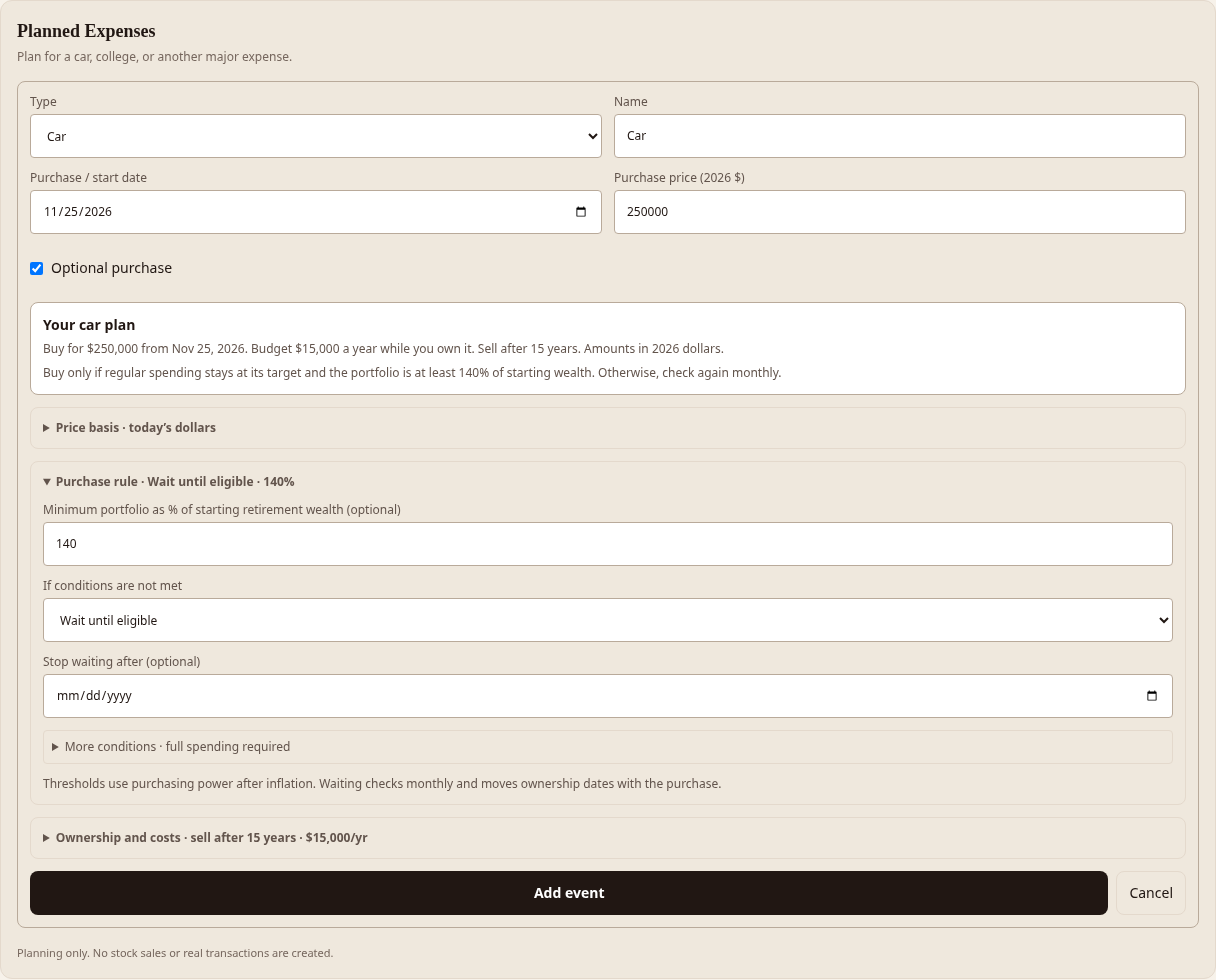 Planned Expenses
Plan for a car, college, or another major expense.
Type
Name
Car
Car
Purchase / start date
Purchase price (2026 $)
11/25/2026
250000
Optional purchase
Your car plan
Buy for $250,000 from Nov 25, 2026. Budget $15,000 a year while you own it. Sell after 15 years. Amounts in 2026 dollars.
Buy only if regular spending stays at its target and the portfolio is at least 140% of starting wealth. Otherwise, check again monthly.
Price basis · today’s dollars
Purchase rule · Wait until eligible · 140%
Minimum portfolio as % of starting retirement wealth (optional)
140
If conditions are not met
Wait until eligible
Stop waiting after (optional)
mm/dd/yyyy
More conditions · full spending required
Thresholds use purchasing power after inflation. Waiting checks monthly and moves ownership dates with the purchase.
Ownership and costs · sell after 15 years · $15,000/yr
Add event
Cancel
Planning only. No stock sales or real transactions are created.